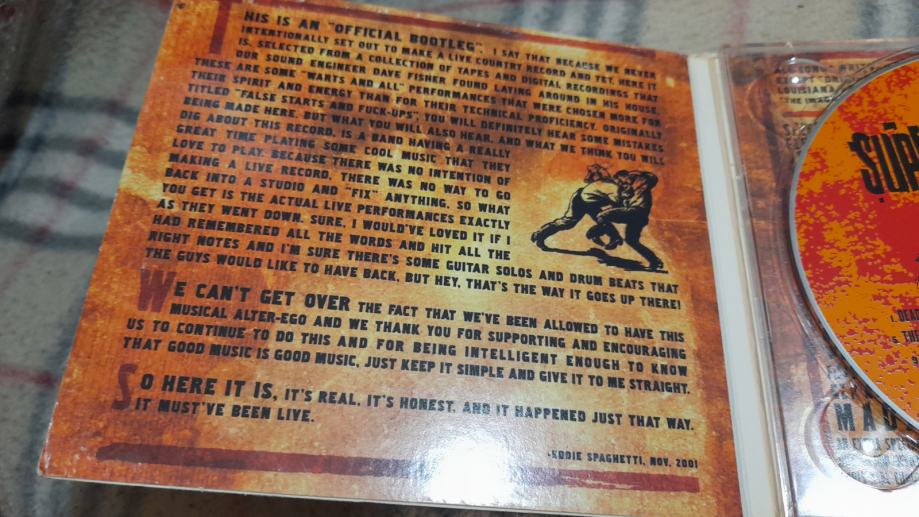 THIS IS AN "OFFICIAL BOOTLEG". I SAY THAT BECAUSE WE NEVER
INTENTIONALLY SET OUT TO MAKE A LIVE COUNTRY RECORD AND YET, HERE IT
IS, SELECTED FROM A COLLECTION OF TAPES AND DIGITAL RECORDINGS THAT
OUR SOUND ENGINEER DAVE FISHER FOUND LAYING AROUND IN HIS HOUSE.
THESE ARE SOME "WARTS AND ALL" PERFORMANCES THAT WERE CHOSEN MORE FOR
THEIR SPIRIT AND ENERGY THAN FOR THEIR TECHNICAL PROFICIENCY. ORIGINALLY
TITLED "FALSE STARTS AND FUCK-UPS" YOU WILL DEFINITELY HEAR SOME MISTAKES
BEING MADE HERE, BUT WHAT YOU WILL ALSO HEAR, AND WHAT WE THINK YOU WILL
DIG ABOUT THIS RECORD, IS A BAND HAVING A REALLY
GREAT TIME PLAYING SOME COOL MUSIC THAT THEY
LOVE TO PLAY. BECAUSE THERE WAS NO INTENTION OF
MAKING A LIVE RECORD, THERE WAS NO WAY TO GO
BACK INTO A STUDIO AND "FIX" ANYTHING, SO WHAT
YOU GET IS THE ACTUAL LIVE PERFORMANCES EXACTLY
AS THEY WENT DOWN. SURE, I WOULD'VE LOVED IT IF I
HAD REMEMBERED ALL THE WORDS AND HIT ALL THE
RIGHT NOTES AND I'M SURE THERE'S SOME GUITAR SOLOS AND DRUM BEATS THAT
THE GUYS WOULD LIKE TO HAVE BACK, BUT HEY, THAT'S THE WAY IT GOES UP THERE!
WE CAN'T GET OVER THE FACT THAT WE'VE BEEN ALLOWED TO HAVE THIS
MUSICAL ALTER-EGO AND WE THANK YOU FOR SUPPORTING AND ENCOURAGING
US TO CONTINUE TO DO THIS AND FOR BEING INTELLIGENT ENOUGH TO KNOW
THAT GOOD MUSIC IS GOOD MUSIC, JUST KEEP IT SIMPLE AND GIVE IT TO ME STRAIGHT.
SO HERE IT IS, IT'S REAL, IT'S HONEST, AND IT HAPPENED JUST THAT WAY.
IT MUST'VE BEEN LIVE.
-EDDIE SPAGHETTI, NOV. 2001
LOUISIANA
"THE IMAG
SÜP
1. DEAD